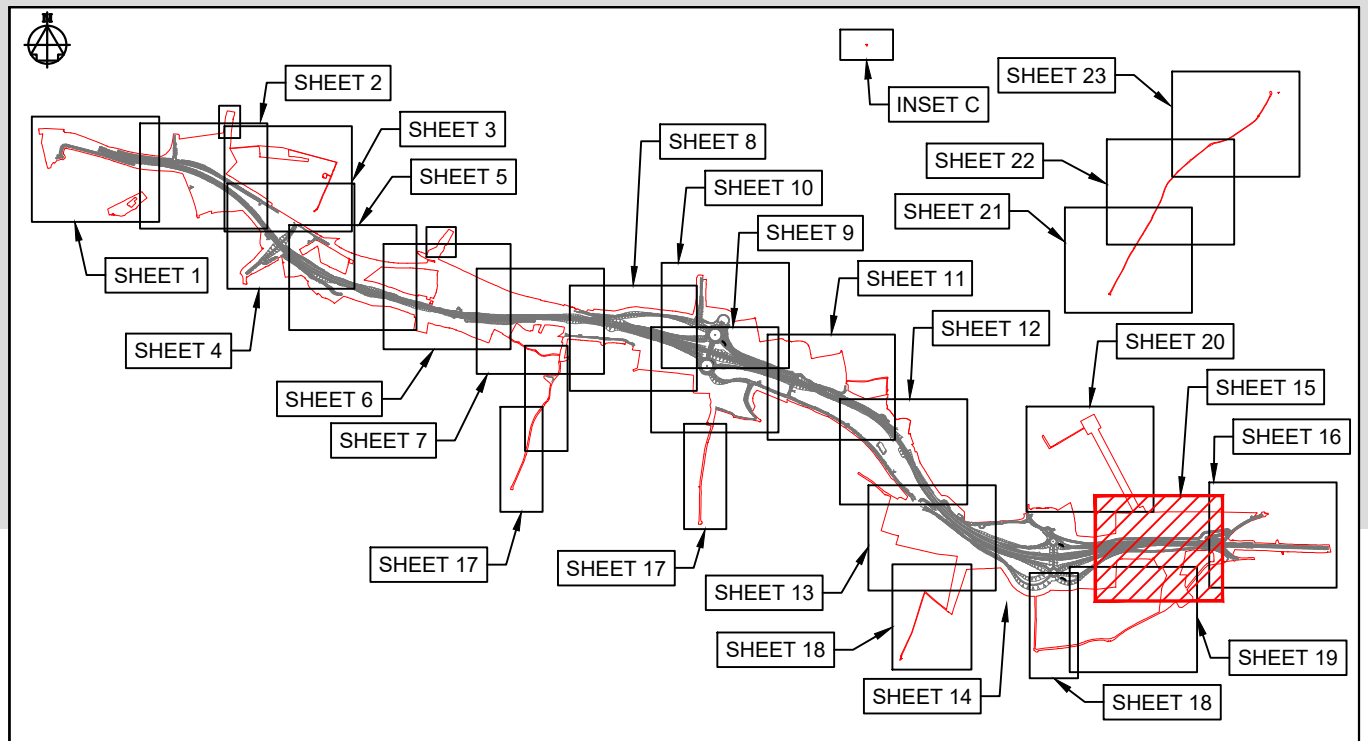 N
SHEET 2
SHEET 3
SHEET 5
SHEET 8
SHEET 10
SHEET 9
SHEET 11
SHEET 12
INSET C
SHEET 23
SHEET 22
SHEET 21
SHEET 20
SHEET 15
SHEET 16
SHEET 1
SHEET 4
SHEET 6
SHEET 7
SHEET 17
SHEET 17
SHEET 13
SHEET 18
SHEET 14
SHEET 18
SHEET 19